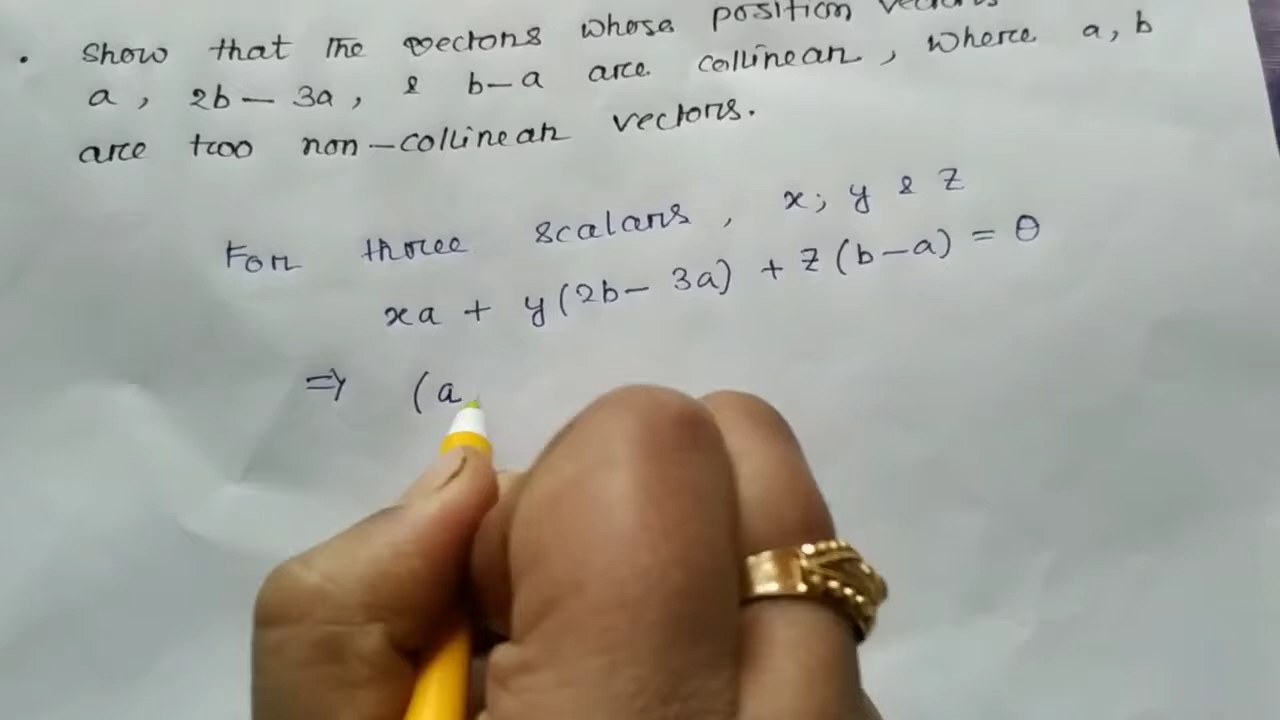 . Show that the vectors whose position vectors
a, 2b - 3a, & b-a are collinear, where a, b
are two non-collinear vectors.
For three scalars, x; y & z
xa + y(2b - 3a) + z(b-a) = θ
⇒ (a